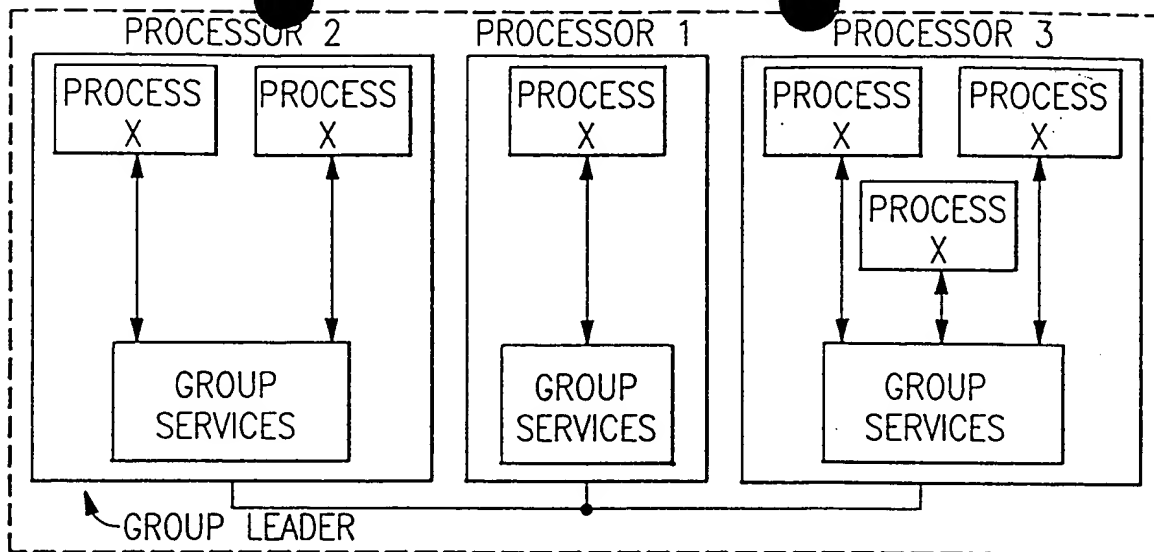 PROCESSOR 2
PROCESSOR 1
PROCESSOR 3
PROCESS
X
PROCESS
X
PROCESS
X
PROCESS
X
PROCESS
X
PROCESS
X
GROUP
SERVICES
GROUP
SERVICES
GROUP
SERVICES
GROUP LEADER